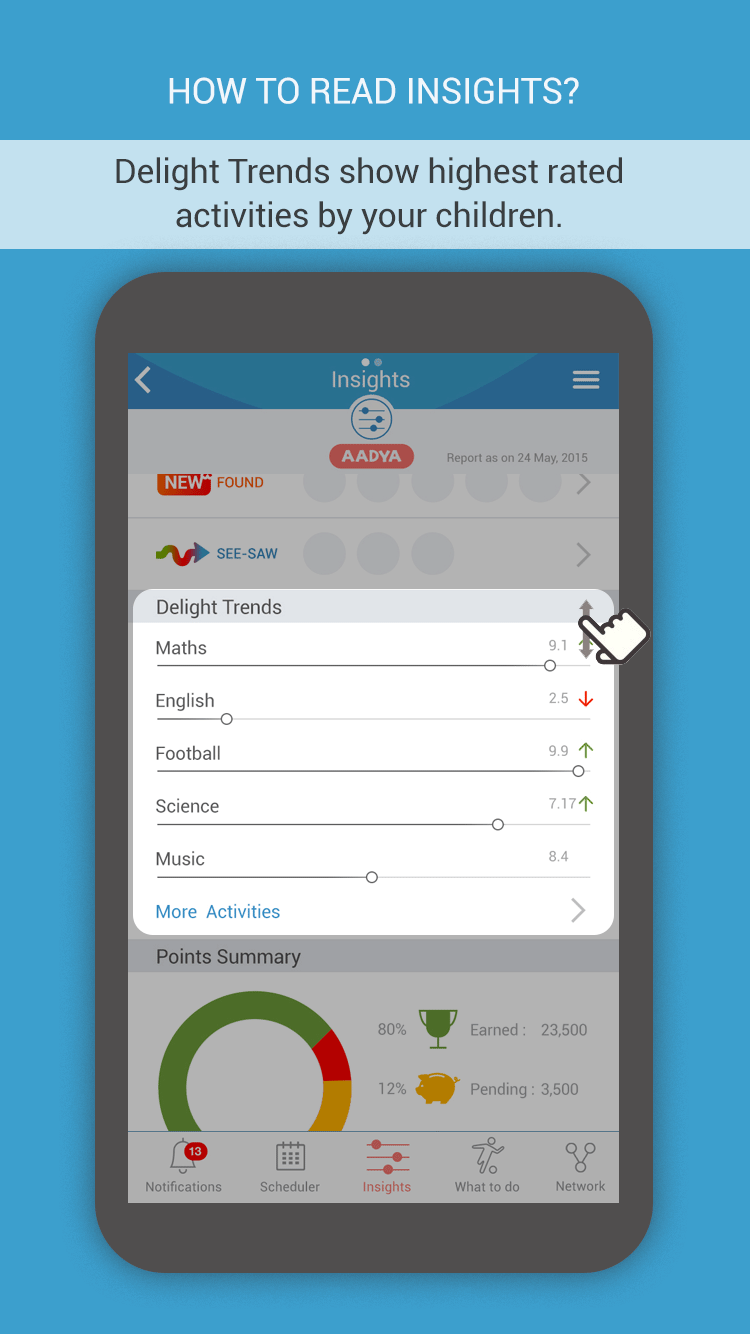 HOW TO READ INSIGHTS?
Delight Trends show highest rated
activities by your children.
Insights
AADYA
Report as on 24 May, 2015
NEW FOUND
SEE-SAW
Delight Trends
Maths 9.1
English 2.5
Football 9.9
Science 7.17
Music 8.4
More Activities
Points Summary
80% Earned : 23,500
12% Pending : 3,500
13
Notifications Scheduler Insights What to do Network